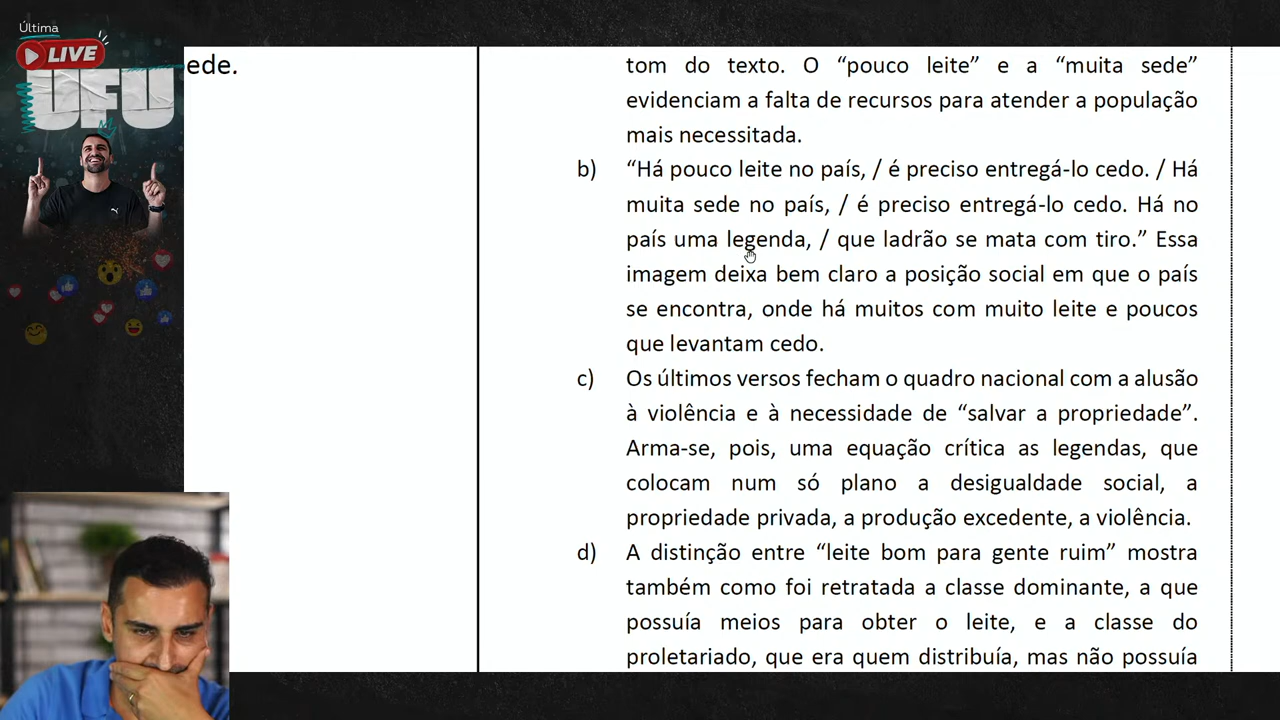 Última
LIVE
UFU
ede.
tom do texto. O “pouco leite” e a “muita sede”
evidenciam a falta de recursos para atender a população
mais necessitada.
b) “Há pouco leite no país, / é preciso entregá-lo cedo. / Há
muita sede no país, / é preciso entregá-lo cedo. Há no
país uma legenda, / que ladrão se mata com tiro.” Essa
imagem deixa bem claro a posição social em que o país
se encontra, onde há muitos com muito leite e poucos
que levantam cedo.
c) Os últimos versos fecham o quadro nacional com a alusão
à violência e à necessidade de “salvar a propriedade”.
Arma-se, pois, uma equação crítica as legendas, que
colocam num só plano a desigualdade social, a
propriedade privada, a produção excedente, a violência.
d) A distinção entre “leite bom para gente ruim” mostra
também como foi retratada a classe dominante, a que
possuía meios para obter o leite, e a classe do
proletariado, que era quem distribuía, mas não possuía